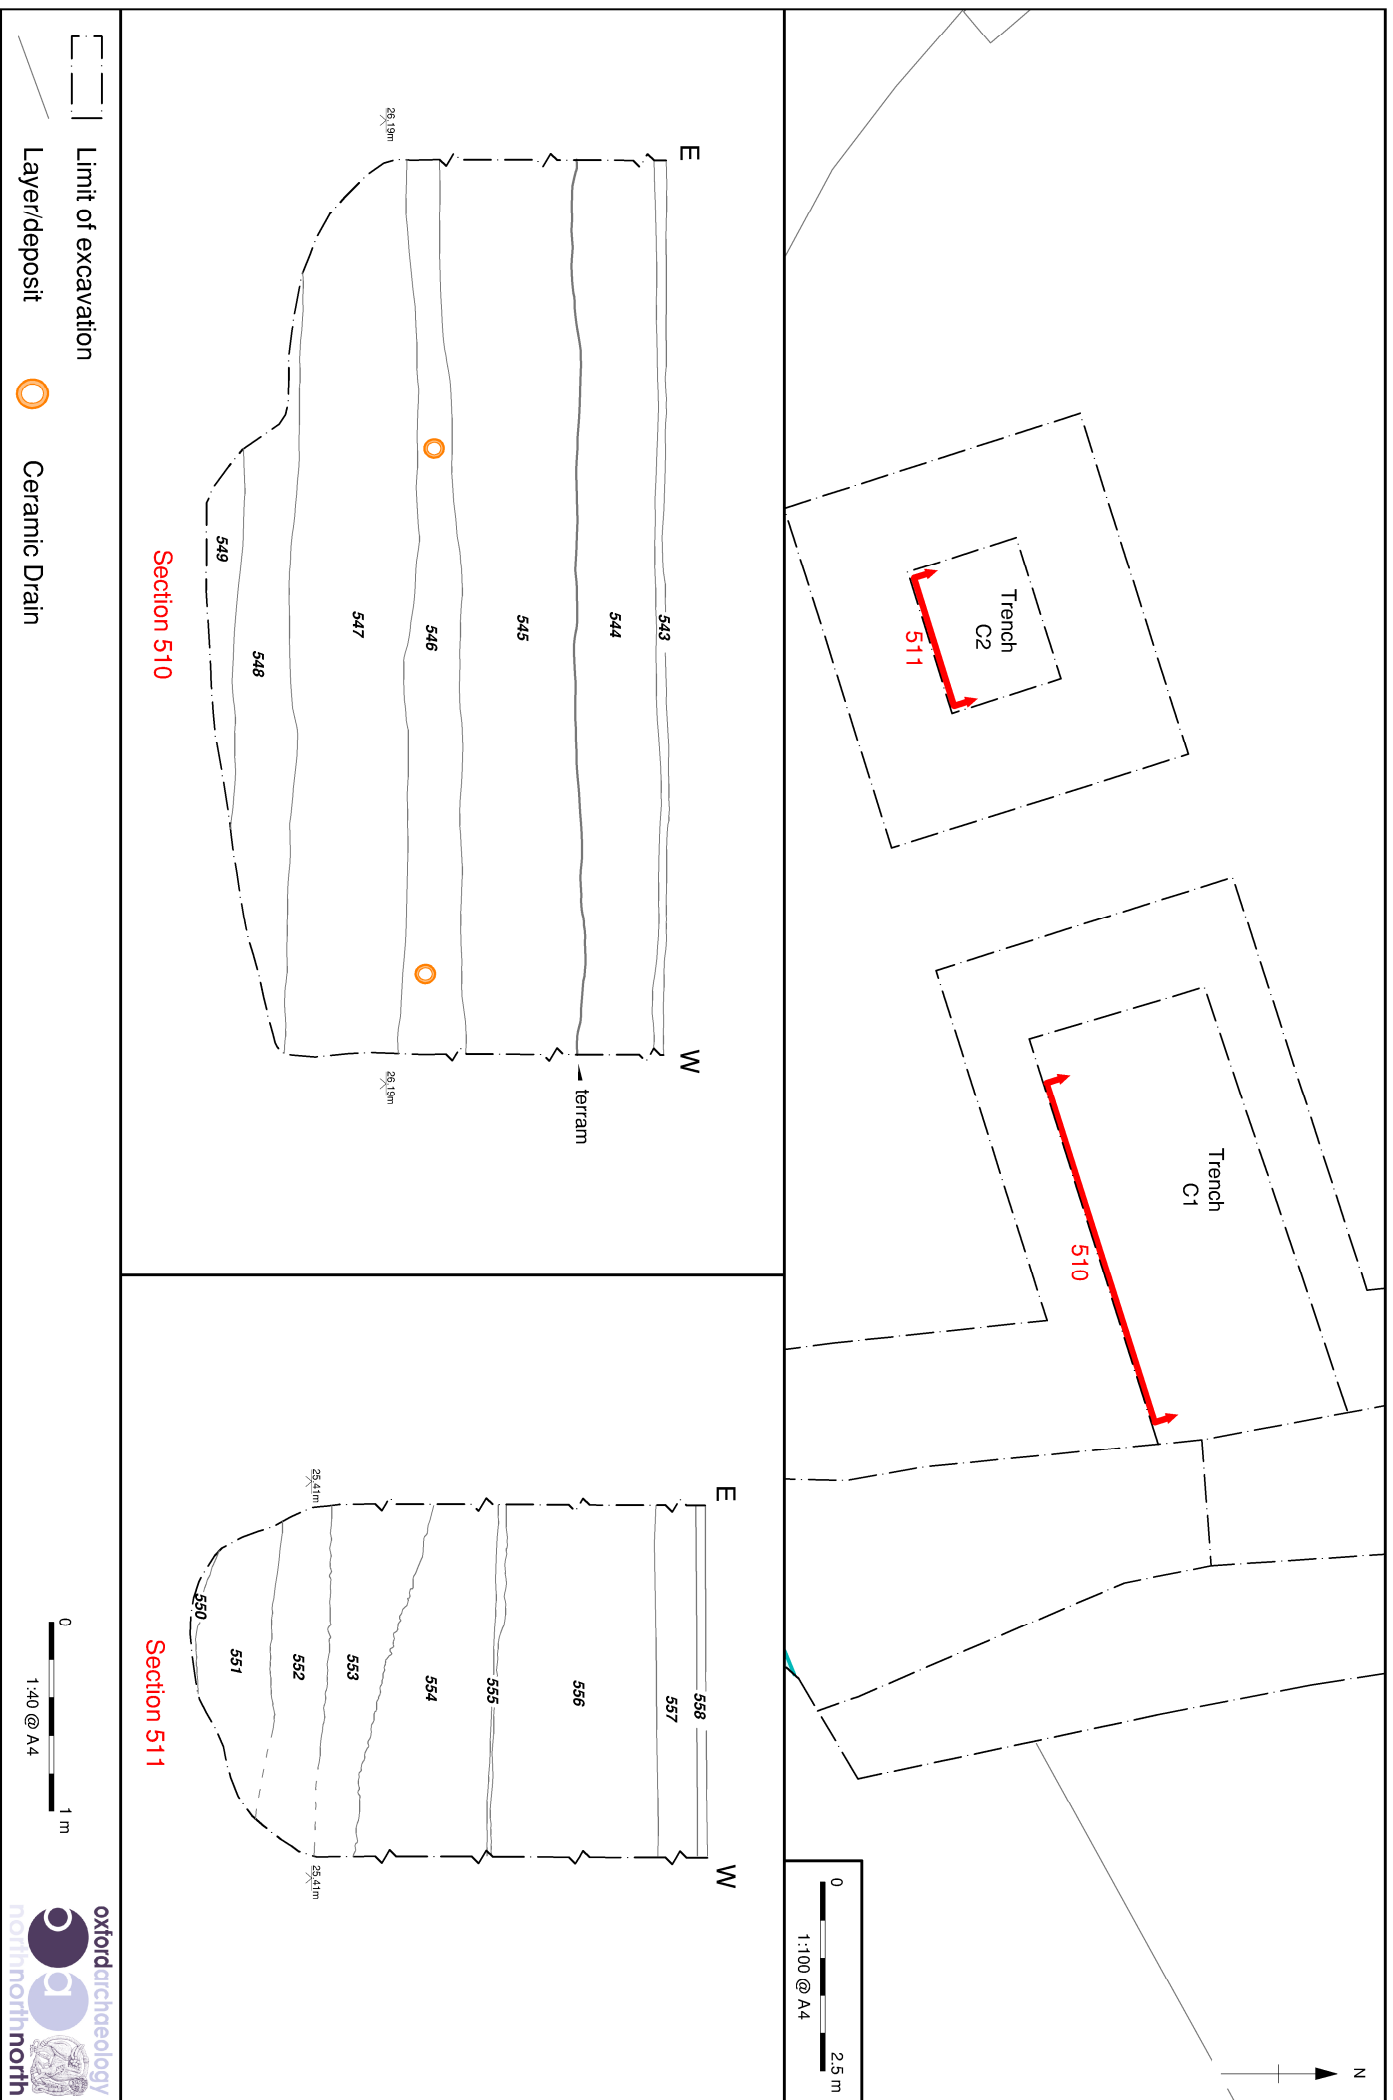 N
Trench
C2
511
Trench
C1
510
0
2.5 m
1:100 @ A4
E
W
26.19m
26.19m
543
544
545
546
547
548
549
terram
Section 510
E
W
25.41m
25.41m
558
557
556
555
554
553
552
551
550
Section 511
Limit of excavation
Layer/deposit
Ceramic Drain
0
1 m
1:40 @ A4
oxfordarchaeology
oa
northnorthnorth